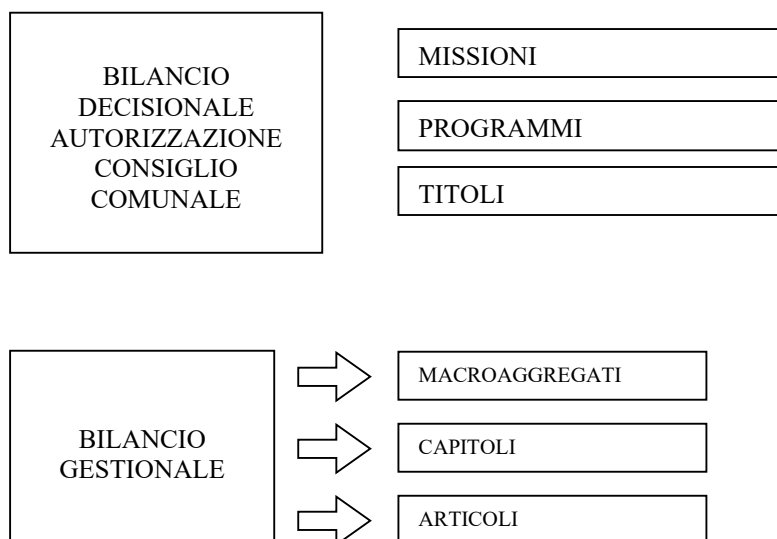 BILANCIO
DECISIONALE
AUTORIZZAZIONE
CONSIGLIO
COMUNALE
MISSIONI
PROGRAMMI
TITOLI
BILANCIO
GESTIONALE
MACROAGGREGATI
CAPITOLI
ARTICOLI